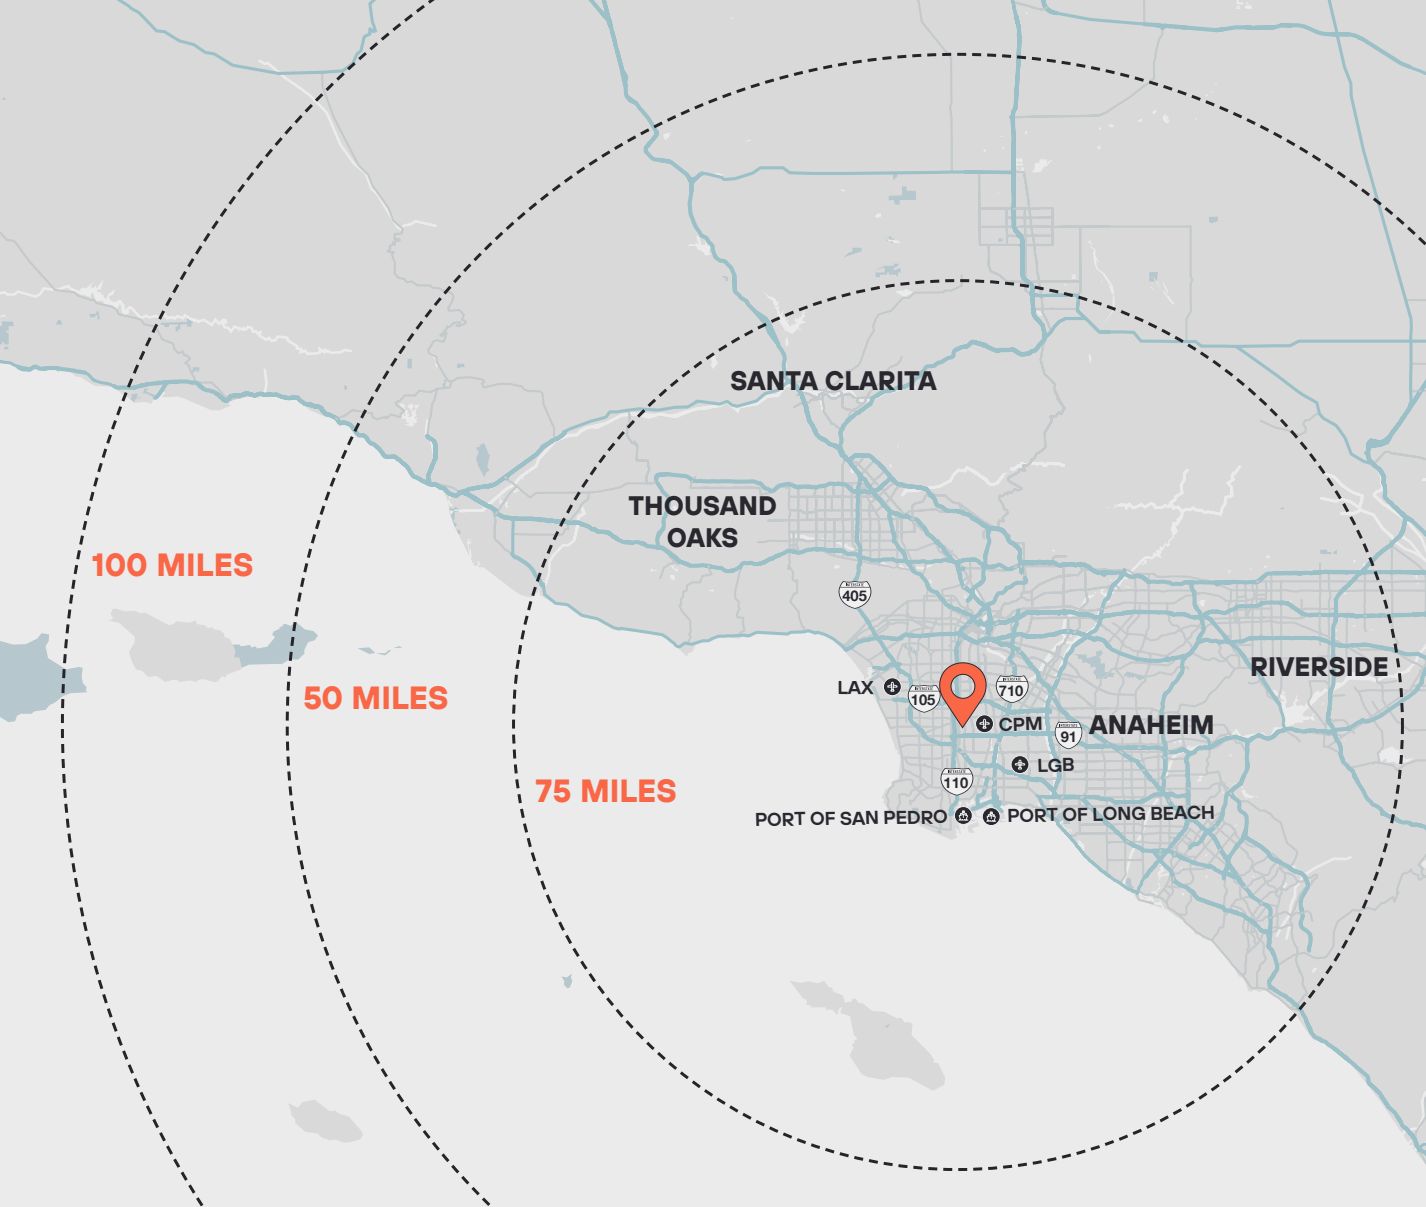 SANTA CLARITA
THOUSAND
OAKS
100 MILES
405
RIVERSIDE
LAX
105
710
50 MILES
CPM
91
ANAHEIM
LGB
110
75 MILES
PORT OF SAN PEDRO
PORT OF LONG BEACH